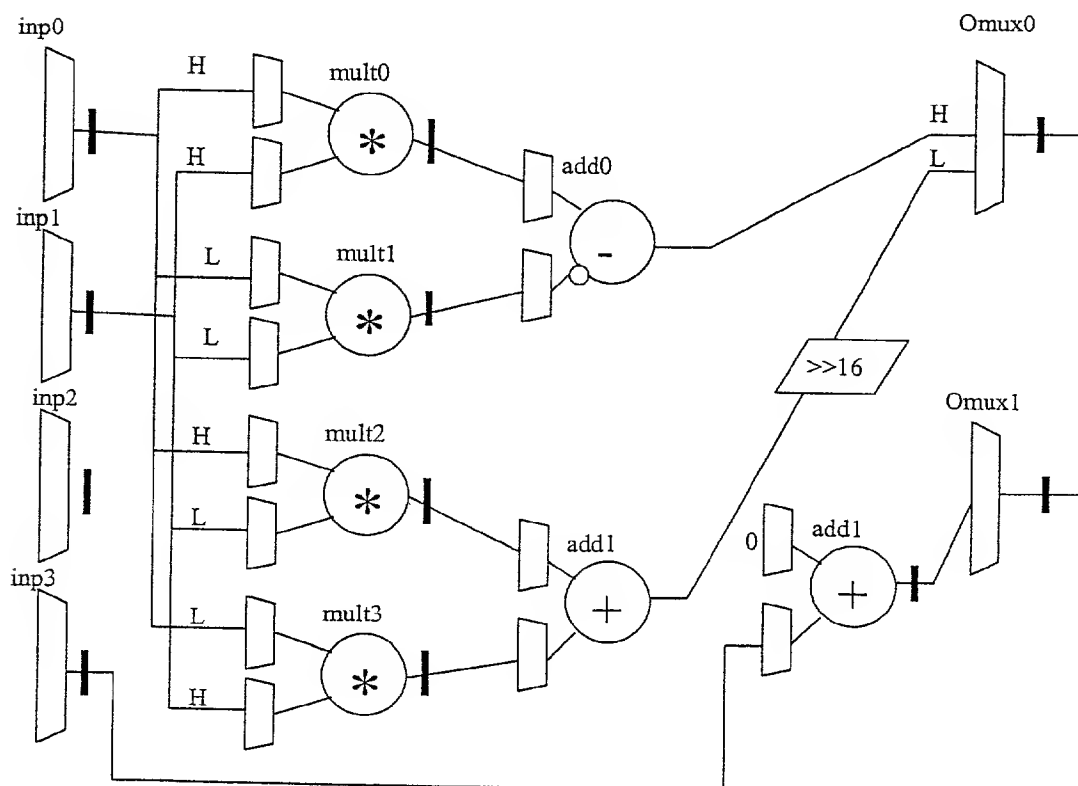 inp0
Omux0
H
mult0
*
H
H
add0
L
inp1
L
mult1
-
*
L
>>16
inp2
Omux1
H
mult2
*
L
0
add1
add1
inp3
+
+
L
mult3
*
H